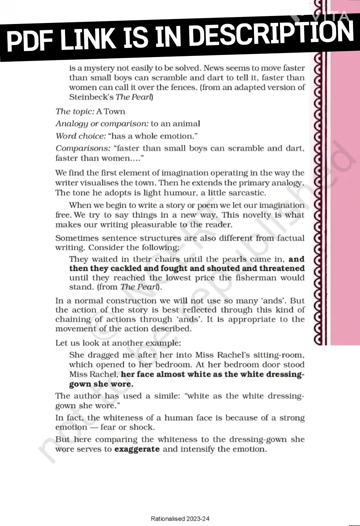 VITA
PDF LINK IS IN DESCRIPTION
is a mystery not easily to be solved. News seems to move faster
than small boys can scramble and dart to tell it, faster than
women can call it over the fences. (from an adapted version of
Steinbeck's The Pearl)
The topic: A Town
Analogy or comparison: to an animal
Word choice: "has a whole emotion."
Comparisons: "faster than small boys can scramble and dart,
faster than women…."
We find the first element of imagination operating in the way the
writer visualises the town. Then he extends the primary analogy.
The tone he adopts is light humour, a little sarcastic.
When we begin to write a story or poem we let our imagination
free. We try to say things in a new way. This novelty is what
makes our writing pleasurable to the reader.
Sometimes sentence structures are also different from factual
writing. Consider the following:
They waited in their chairs until the pearls came in, and
then they cackled and fought and shouted and threatened
until they reached the lowest price the fisherman would
stand. (from The Pearl).
In a normal construction we will not use so many 'ands'. But
the action of the story is best reflected through this kind of
chaining of actions through 'ands'. It is appropriate to the
movement of the action described.
Let us look at another example:
She dragged me after her into Miss Rachel's sitting-room,
which opened to her bedroom. At her bedroom door stood
Miss Rachel, her face almost white as the white dressing-
gown she wore.
The author has used a simile: "white as the white dressing-
gown she wore."
In fact, the whiteness of a human face is because of a strong
emotion — fear or shock.
But here comparing the whiteness to the dressing-gown she
wore serves to exaggerate and intensify the emotion.
Rationalised 2023-24